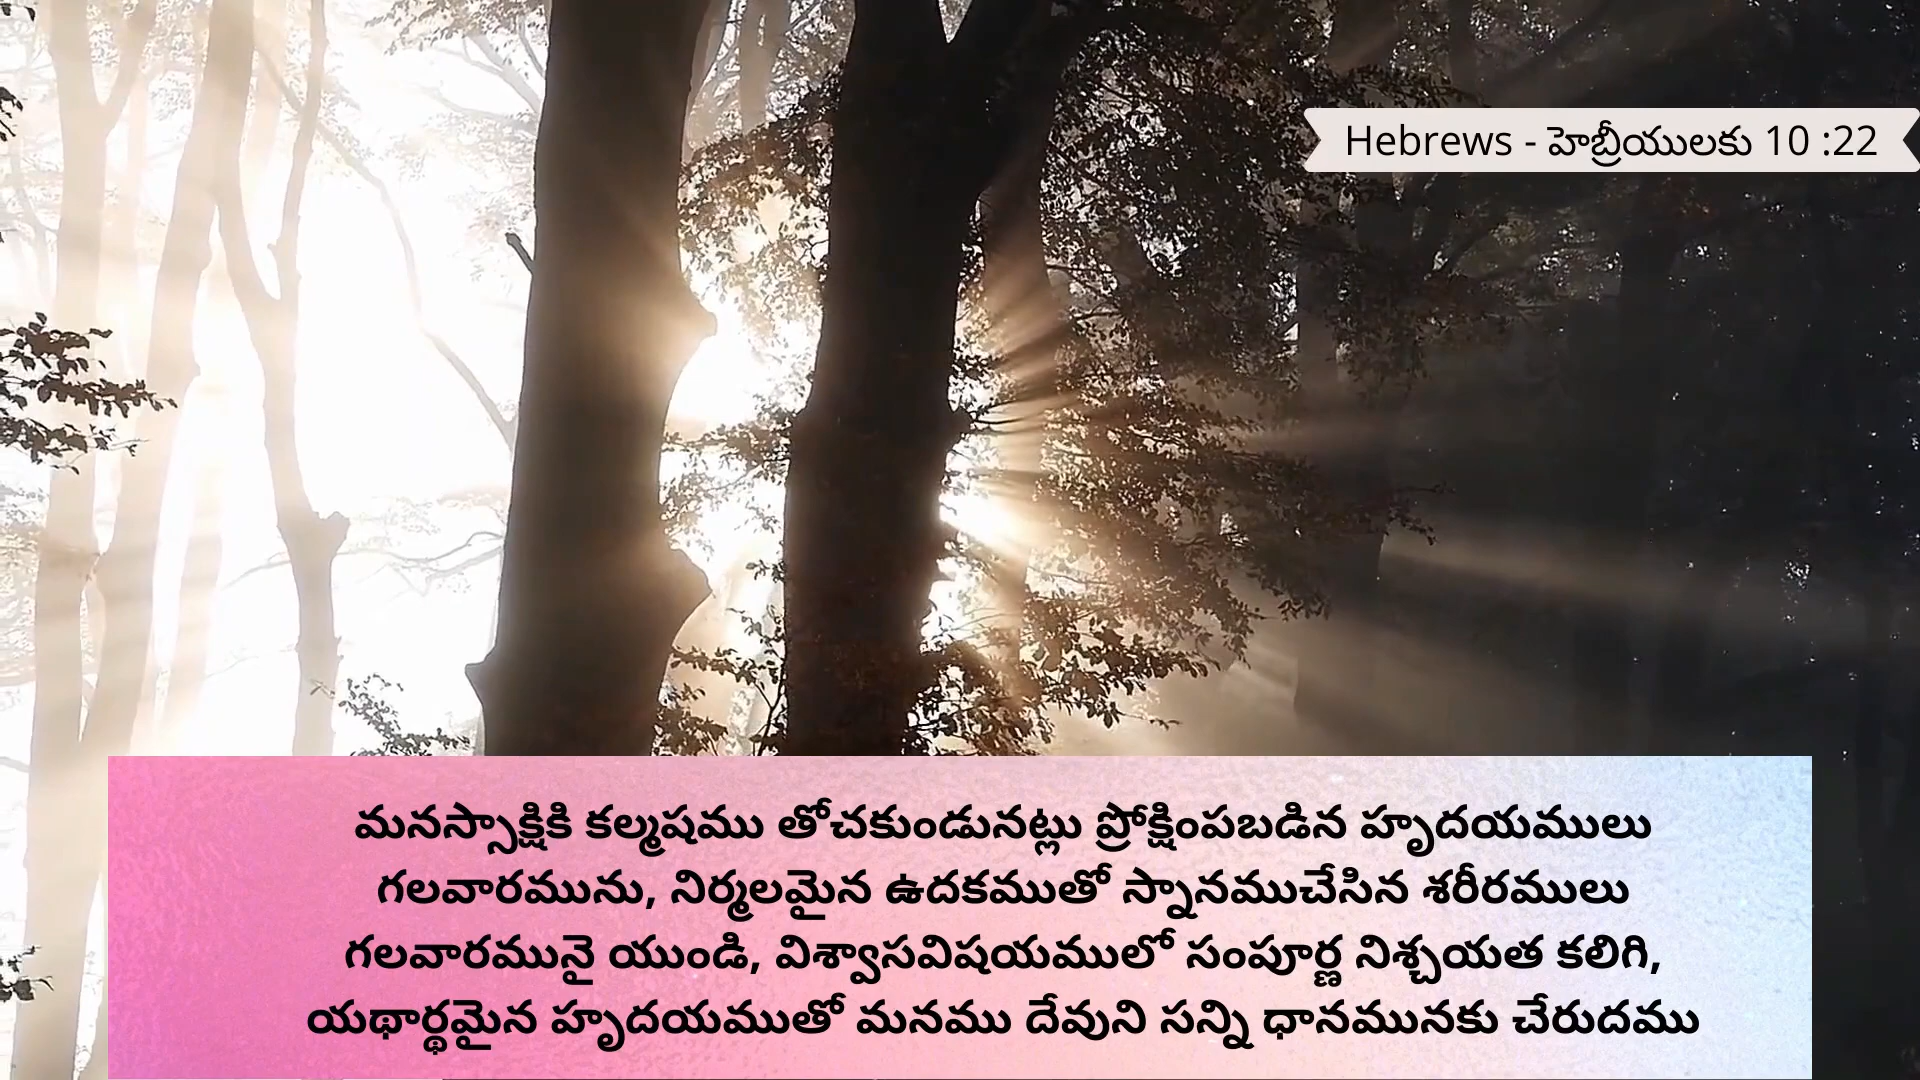 Hebrews - హెబ్రీయులకు 10 :22
మనస్సాక్షికి కల్మషము తోచకుండునట్లు ప్రోక్షింపబడిన హృదయములు
గలవారమును, నిర్మలమైన ఉదకముతో స్నానముచేసిన శరీరములు
గలవారమునై యుండి, విశ్వాసవిషయములో సంపూర్ణ నిశ్చయత కలిగి,
యథార్థమైన హృదయముతో మనము దేవుని సన్ని ధానమునకు చేరుదము